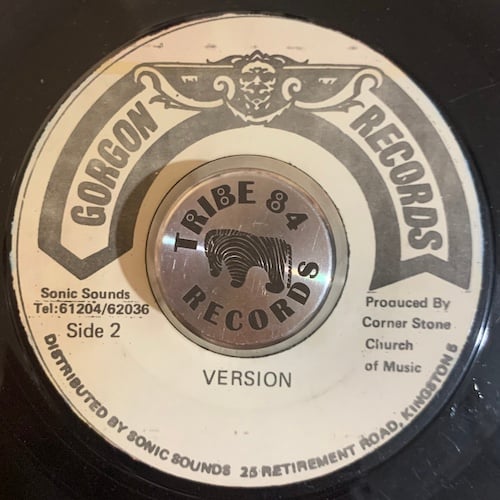 GORGON RECORDS
TRIBE 84
RECORDS
Sonic Sounds
Tel:61204/62036
Side 2
Produced By
Corner Stone
Church
of Music
VERSION
DISTRIBUTED BY SONIC SOUNDS 25 RETIREMENT ROAD, KINGSTON 5